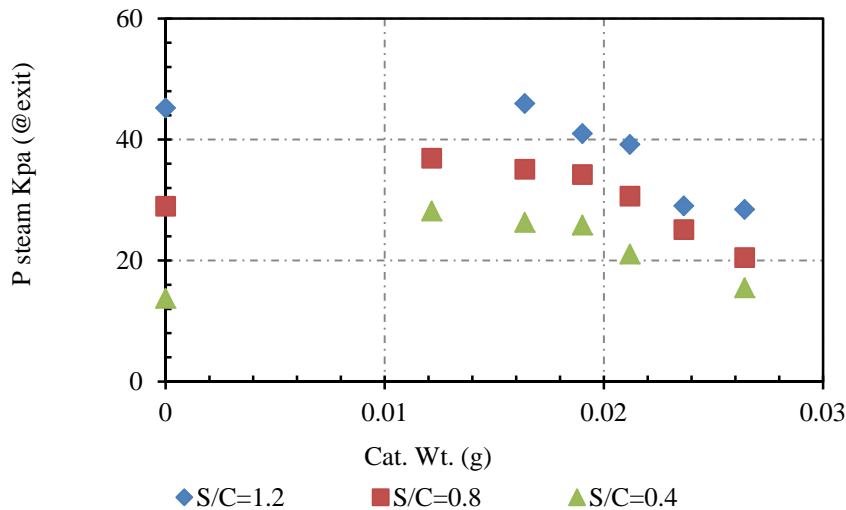 60
40
20
0
P steam Kpa (@exit)
0
0.01
0.02
0.03
Cat. Wt. (g)
S/C=1.2
S/C=0.8
S/C=0.4